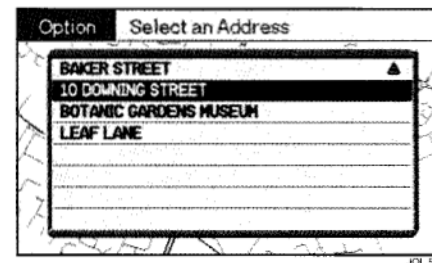 Option Select an Address
BAKER STREET
10 DOWNING STREET
BOTANIC GARDENS MUSEUM
LEAF LANE